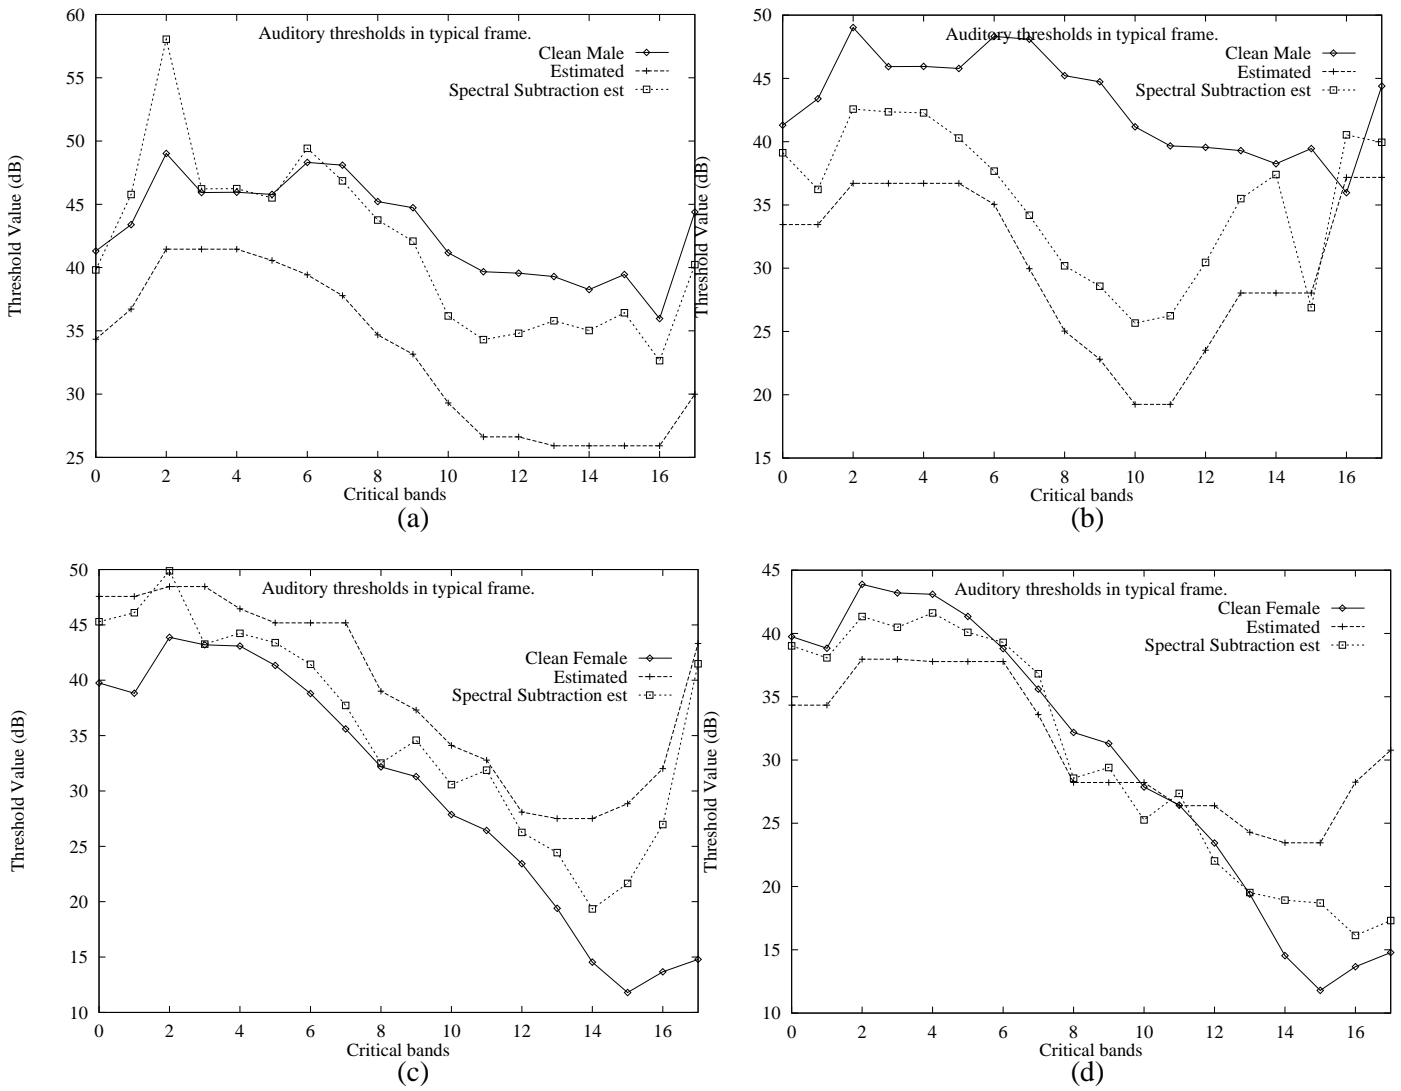 Auditory thresholds in typical frame.
Clean Male
Estimated
Spectral Subtraction est
60
55
50
45
40
35
30
25
Threshold Value (dB)
0 2 4 6 8 10 12 14 16
Critical bands
(a)
Auditory thresholds in typical frame.
Clean Male
Estimated
Spectral Subtraction est
50
45
40
35
30
25
20
15
Threshold Value (dB)
0 2 4 6 8 10 12 14 16
Critical bands
(b)
Auditory thresholds in typical frame.
Clean Female
Estimated
Spectral Subtraction est
50
45
40
35
30
25
20
15
10
Threshold Value (dB)
0 2 4 6 8 10 12 14 16
Critical bands
(c)
Auditory thresholds in typical frame.
Clean Female
Estimated
Spectral Subtraction est
45
40
35
30
25
20
15
10
Threshold Value (dB)
0 2 4 6 8 10 12 14 16
Critical bands
(d)